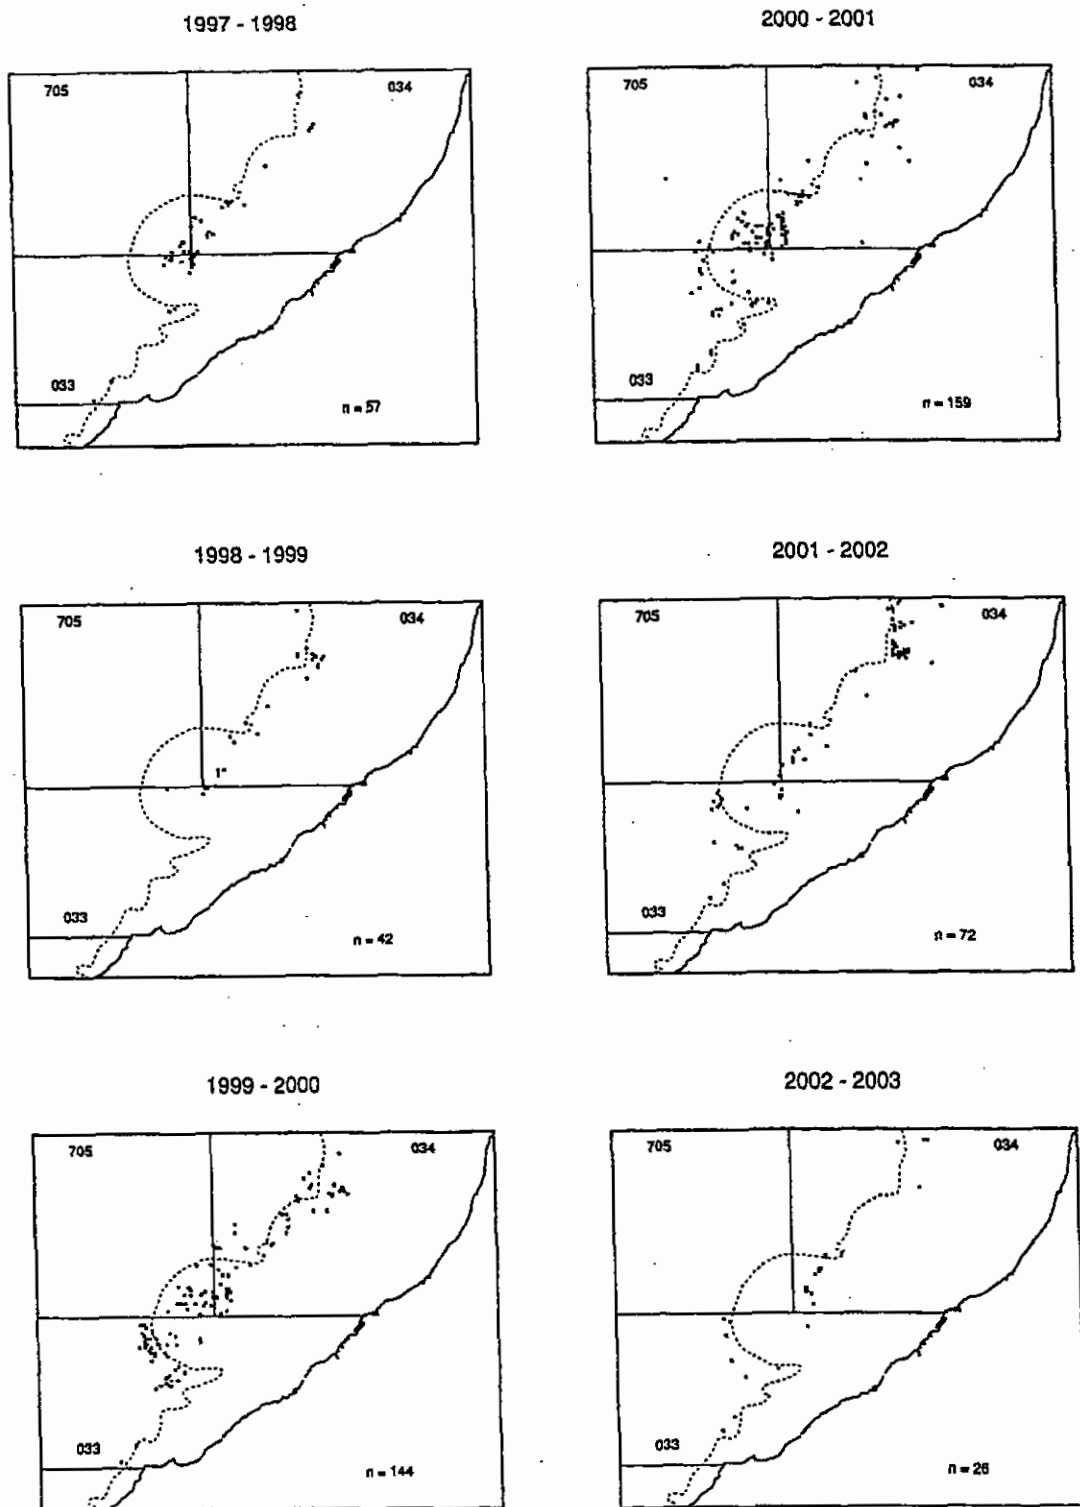 1997 - 1998
705
034
033
n = 57
2000 - 2001
705
034
033
n = 159
1998 - 1999
705
034
1"
033
n = 42
2001 - 2002
705
034
033
n = 72
1999 - 2000
705
034
033
n = 144
2002 - 2003
705
034
033
n = 26